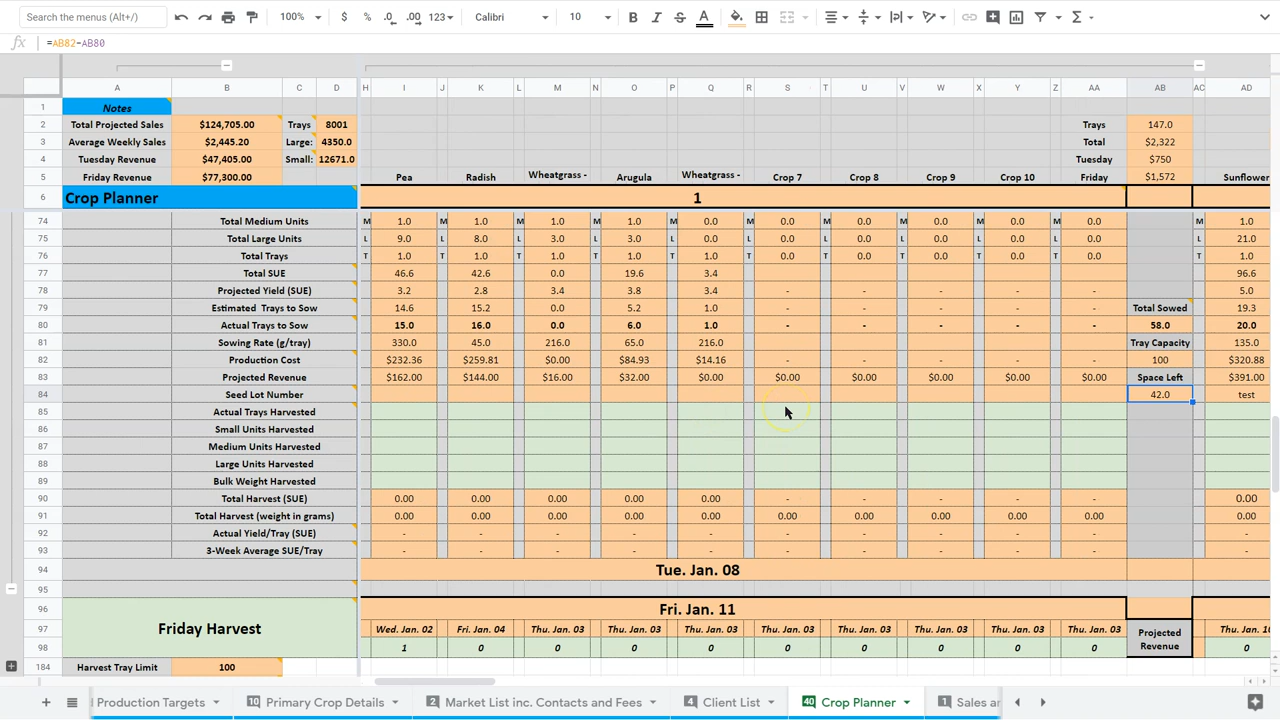 Search the menus (Alt+/) 100% $ % .0 .00 123 Calibri 10 B I S A
fx =AB82-AB80
A B C D H I J K L M N O P Q R S T U V W X Y Z AA AB AC AD
1 Notes
2 Total Projected Sales $124,705.00 Trays 8001 Trays 147.0
3 Average Weekly Sales $2,445.20 Large: 4350.0 Total $2,322
4 Tuesday Revenue $47,405.00 Small: 12671.0 Tuesday $750
5 Friday Revenue $77,300.00 Pea Radish Wheatgrass - Arugula Wheatgrass - Crop 7 Crop 8 Crop 9 Crop 10 Friday $1,572 Sunflower
6 Crop Planner 1
74 Total Medium Units M 1.0 M 1.0 M 1.0 M 1.0 M 0.0 M 0.0 M 0.0 M 0.0 M 0.0 M 0.0 M 1.0
75 Total Large Units L 9.0 L 8.0 L 3.0 L 3.0 L 0.0 L 0.0 L 0.0 L 0.0 L 0.0 L 0.0 L 21.0
76 Total Trays T 1.0 T 1.0 T 1.0 T 1.0 T 0.0 T 0.0 T 0.0 T 0.0 T 0.0 T 0.0 T 1.0
77 Total SUE 46.6 42.6 0.0 19.6 3.4 96.6
78 Projected Yield (SUE) 3.2 2.8 3.4 3.8 3.4 - - - - - 5.0
79 Estimated Trays to Sow 14.6 15.2 0.0 5.2 1.0 - - - - - Total Sowed 19.3
80 Actual Trays to Sow 15.0 16.0 0.0 6.0 1.0 - - - - - 58.0 20.0
81 Sowing Rate (g/tray) 330.0 45.0 216.0 65.0 216.0 Tray Capacity 135.0
82 Production Cost $232.36 $259.81 $0.00 $84.93 $14.16 - - - - - 100 $320.88
83 Projected Revenue $162.00 $144.00 $16.00 $32.00 $0.00 $0.00 $0.00 $0.00 $0.00 $0.00 Space Left $391.00
84 Seed Lot Number 42.0 test
85 Actual Trays Harvested
86 Small Units Harvested
87 Medium Units Harvested
88 Large Units Harvested
89 Bulk Weight Harvested
90 Total Harvest (SUE) 0.00 0.00 0.00 0.00 0.00 - - - - - 0.00
91 Total Harvest (weight in grams) 0.00 0.00 0.00 0.00 0.00 0.00 0.00 0.00 0.00 0.00 0.00
92 Actual Yield/Tray (SUE) - - - - - - - - - - -
93 3-Week Average SUE/Tray - - - - - - - - - - -
94 Tue. Jan. 08
95
96 Fri. Jan. 11
97 Friday Harvest Wed. Jan. 02 Fri. Jan. 04 Thu. Jan. 03 Thu. Jan. 03 Thu. Jan. 03 Thu. Jan. 03 Thu. Jan. 03 Thu. Jan. 03 Thu. Jan. 03 Thu. Jan. 03 Projected Revenue Thu. Jan. 10
98 1 0 0 0 0 0 0 0 0 0 0
184 Harvest Tray Limit 100
Production Targets 10 Primary Crop Details 2 Market List inc. Contacts and Fees 4 Client List 40 Crop Planner 1 Sales